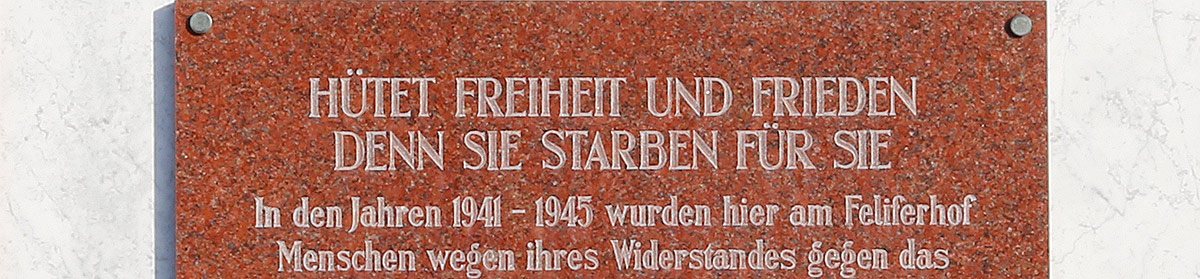 HÜTET FREIHEIT UND FRIEDEN
DENN SIE STARBEN FÜR SIE
In den Jahren 1941 – 1945 wurden hier am Feliferhof
Menschen wegen ihres Widerstandes gegen das